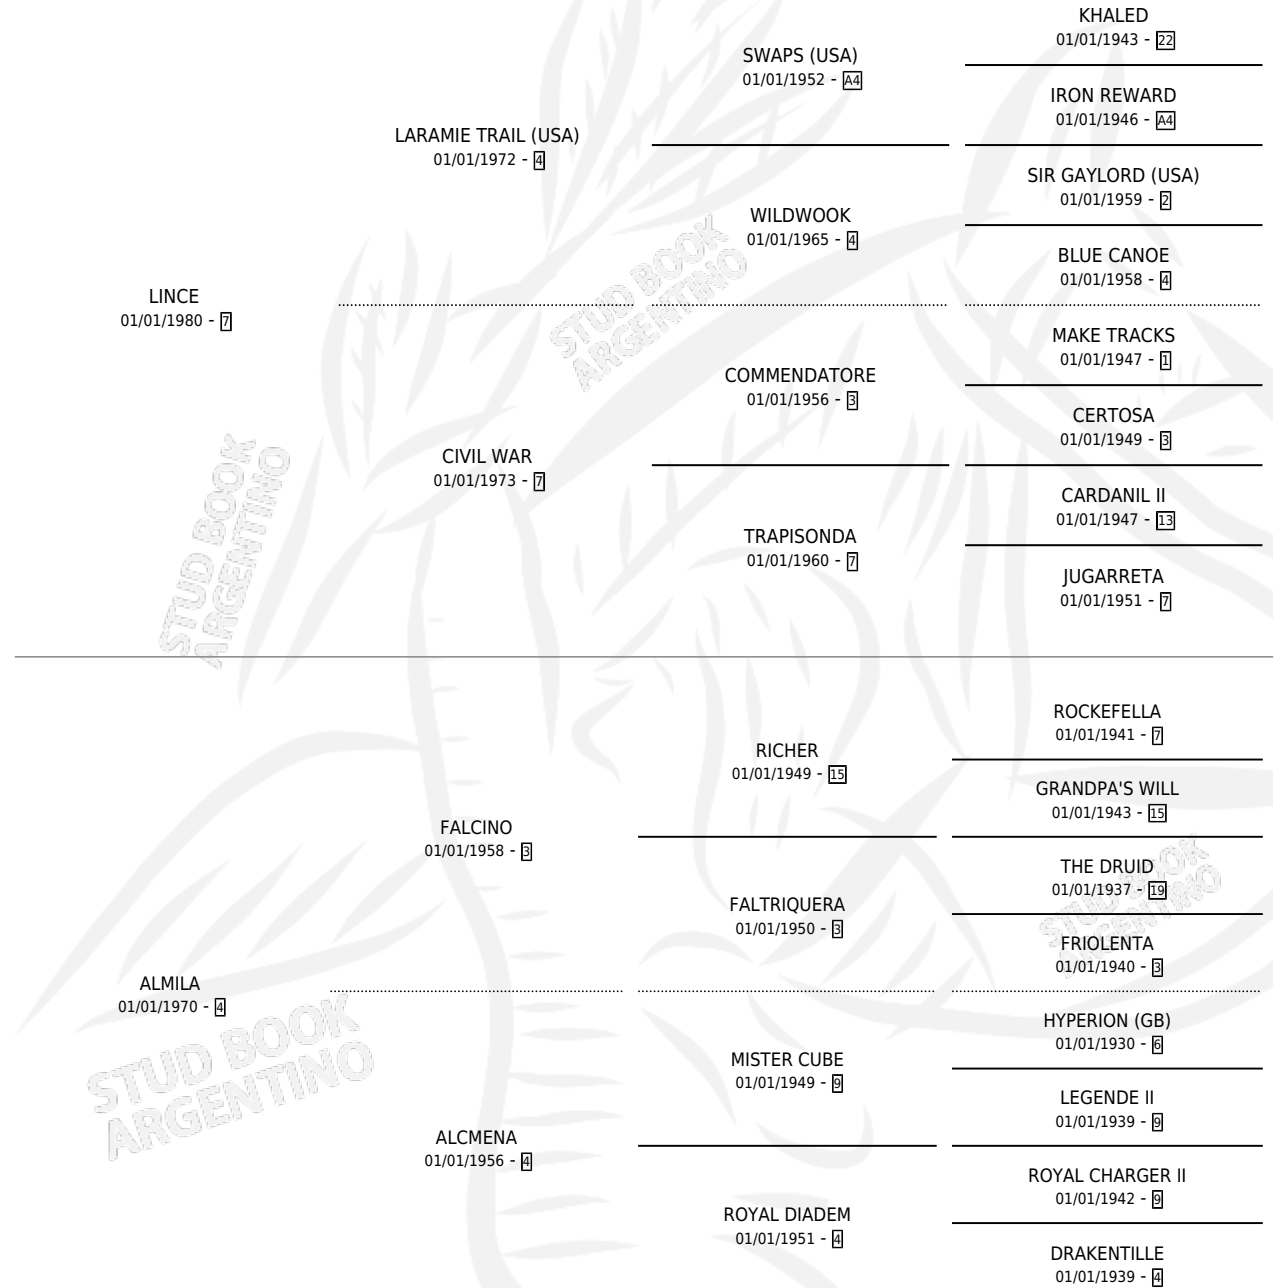 KHALED
01/01/1943 - 22
SWAPS (USA)
01/01/1952 - A4
IRON REWARD
01/01/1946 - A4
LARAMIE TRAIL (USA)
01/01/1972 - 4
SIR GAYLORD (USA)
01/01/1959 - 2
WILDWOOK
01/01/1965 - 4
BLUE CANOE
01/01/1958 - 4
LINCE
01/01/1980 - 7
STUD BOOK
ARGENTINO
MAKE TRACKS
01/01/1947 - 1
COMMENDATORE
01/01/1956 - 3
CERTOSA
01/01/1949 - 3
CIVIL WAR
01/01/1973 - 7
CARDANIL II
01/01/1947 - 13
TRAPISONDA
01/01/1960 - 7
JUGARRETA
01/01/1951 - 7
STUD BOOK
ARGENTINO
ROCKEFELLA
01/01/1941 - 7
RICHER
01/01/1949 - 15
GRANDPA'S WILL
01/01/1943 - 15
FALCINO
01/01/1958 - 3
THE DRUID
01/01/1937 - 19
FALTRIQUERA
01/01/1950 - 3
STUD BOOK
ARGENTINO
FRIOLENTA
01/01/1940 - 3
ALMILA
01/01/1970 - 4
HYPERION (GB)
01/01/1930 - 6
MISTER CUBE
01/01/1949 - 9
STUD BOOK
ARGENTINO
LEGENDE II
01/01/1939 - 9
ALCMENA
01/01/1956 - 4
ROYAL CHARGER II
01/01/1942 - 9
ROYAL DIADEM
01/01/1951 - 4
DRAKENTILLE
01/01/1939 - 4